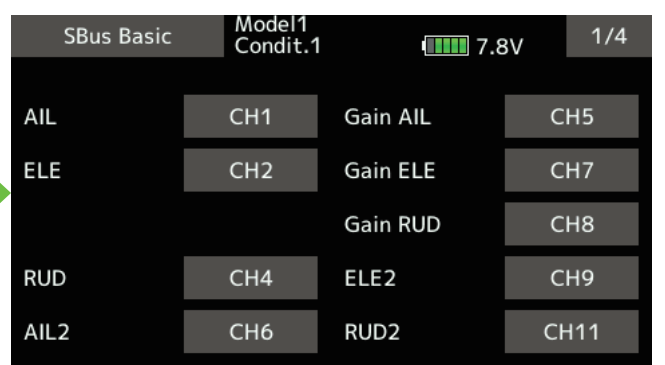 SBus Basic Model1 7.8V 1/4
Condit.1
AIL CH1 Gain AIL CH5
ELE CH2 Gain ELE CH7
Gain RUD CH8
RUD CH4 ELE2 CH9
AIL2 CH6 RUD2 CH11